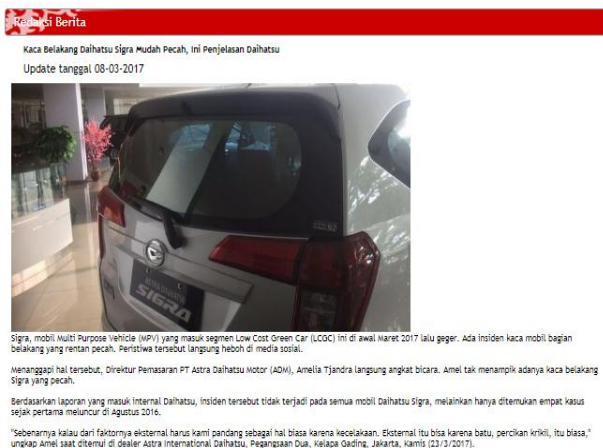 Redaksi Berita
Kaca Belakang Daihatsu Sigra Mudah Pecah, Ini Penjelasan Daihatsu
Update tanggal 08-03-2017
ASTRA DAIHATSU
SIGRA
Sigra, mobil Multi Purpose Vehicle (MPV) yang masuk segmen Low Cost Green Car (LCGC) ini di awal Maret 2017 lalu geger. Ada insiden kaca mobil bagian
belakang yang rentan pecah. Peristiwa tersebut langsung heboh di media sosial.
Menanggapi hal tersebut, Direktur Pemasaran PT Astra Daihatsu Motor (ADM), Amelia Tjandra langsung angkat bicara. Amel tak menampik adanya kaca belakang
Sigra yang pecah.
Berdasarkan laporan yang masuk internal Daihatsu, insiden tersebut tidak terjadi pada semua mobil Daihatsu Sigra, melainkan hanya ditemukan empat kasus
sejak pertama meluncur di Agustus 2016.
"Sebenarnya kalau dari faktornya eksternal harus kami pandang sebagai hal biasa karena kecelakaan. Eksternal itu bisa karena batu, percikan krikil, itu biasa,"
ungkap Amel saat ditemui di dealer Astra International Daihatsu, Pegangsaan Dua, Kelapa Gading, Jakarta, Kamis (23/3/2017).